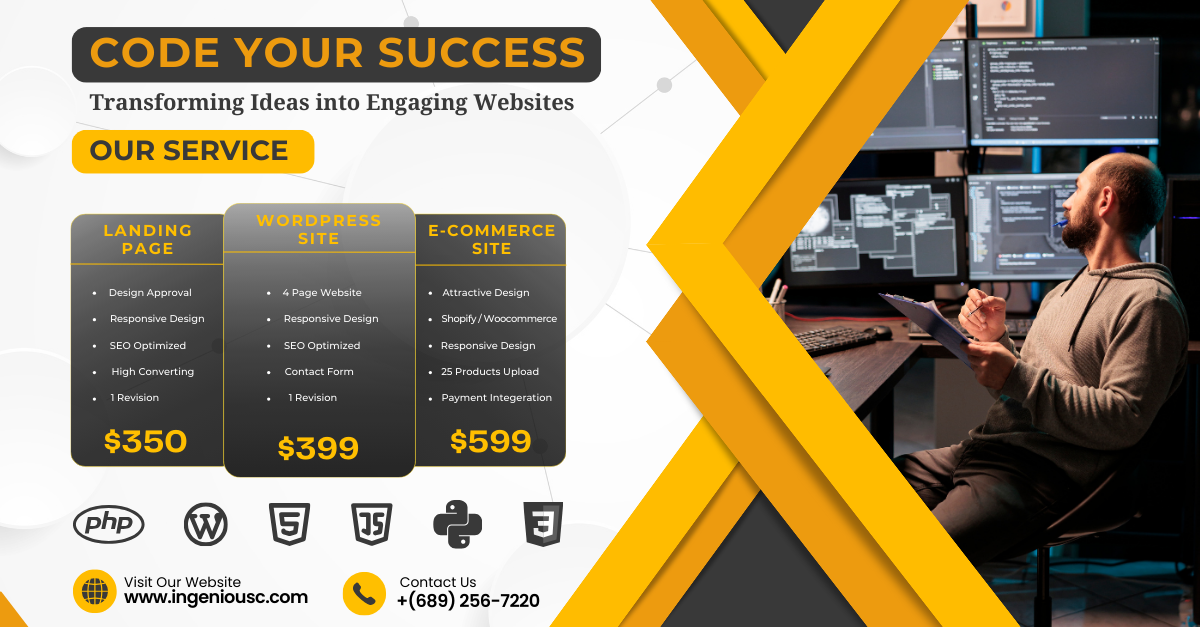 CODE YOUR SUCCESS
Transforming Ideas into Engaging Websites
OUR SERVICE
LANDING
PAGE
• Design Approval
• Responsive Design
• SEO Optimized
• High Converting
• 1 Revision
$350
WORDPRESS
SITE
• 4 Page Website
• Responsive Design
• SEO Optimized
• Contact Form
• 1 Revision
$399
E-COMMERCE
SITE
• Attractive Design
• Shopify / Woocommerce
• Responsive Design
• 25 Products Upload
• Payment Integeration
$599
php
W
5
JS
3
Visit Our Website
www.ingeniousc.com
Contact Us
+(689) 256-7220